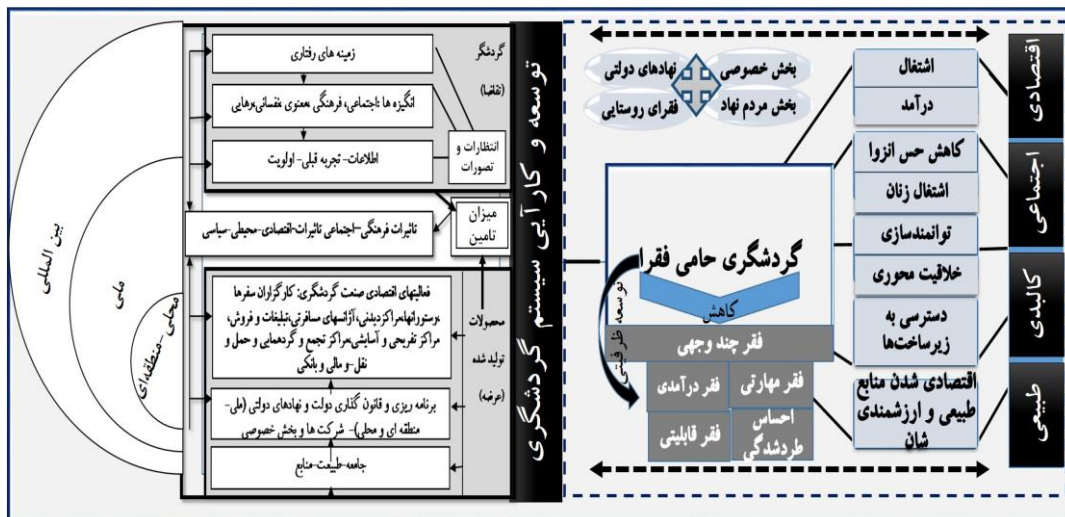 اقتصادی
اجتماعی
کالبدی
طبیعی
اشتغال
درآمد
کاهش حس انزوا
اشتغال زنان
توانمندسازی
خلاقیت محوری
دسترسی به
زیرساخت‌ها
اقتصادی شدن منابع
طبیعی و ارزشمندی
شان
بخش خصوصی
نهادهای دولتی
بخش مردم نهاد
فقرای روستایی
گردشگری حامی فقرا
کاهش
توسعه ظرفیتی
فقر چند وجهی
فقر مهارتی
فقر درآمدی
احساس
طردشدگی
فقر قابلیتی
توسعه و کارآیی سیستم گردشگری
گردشگر
(تقاضا)
زمینه های رفتاری
انگیزه ها :اجتماعی، فرهنگی ،معنوی ،نفسانی،رهایی
اطلاعات- تجربه قبلی- اولویت
انتظارات و
تصورات
میزان
تامین
تاثیرات فرهنگی-اجتماعی تاثیرات-اقتصادی-محیطی-سیاسی
محصولات
تولید شده
(عرضه)
فعالیتهای اقتصادی صنعت گردشگری: کارگزاران سفرها
،رستورانها،مراکزدیدنی،آژانسهای مسافرتی،تبلیغات و فروش،
مراکز تفریحی و آسایشی،مراکز تجمع و گردهمایی و حمل و
نقل-و مالی و بانکی
برنامه ریزی و قانون گذاری دولت و نهادهای دولتی (ملی-
منطقه ای و محلی)- شرکت ها و بخش خصوصی
جامعه-طبیعت-منابع
بین المللی
ملی
محلی-منطقه‌ای